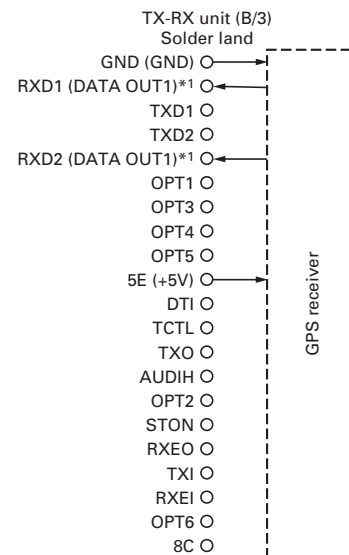 TX-RX unit (B/3)
Solder land
GND (GND)
RXD1 (DATA OUT1)*1
TXD1
TXD2
RXD2 (DATA OUT1)*1
OPT1
OPT3
OPT4
OPT5
5E (+5V)
DTI
TCTL
TXO
AUDIH
OPT2
STON
RXEO
TXI
RXEI
OPT6
8C
GPS receiver